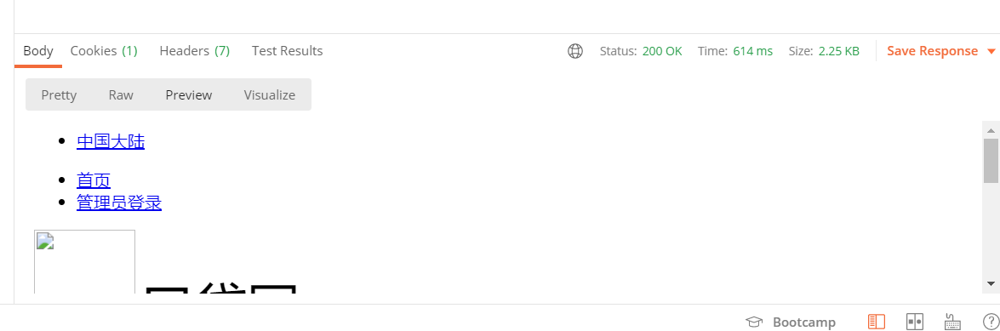 Body Cookies (1) Headers (7) Test Results Status: 200 OK Time: 614 ms Size: 2.25 KB Save Response
Pretty Raw Preview Visualize
中国大陆
首页
管理员登录
Bootcamp